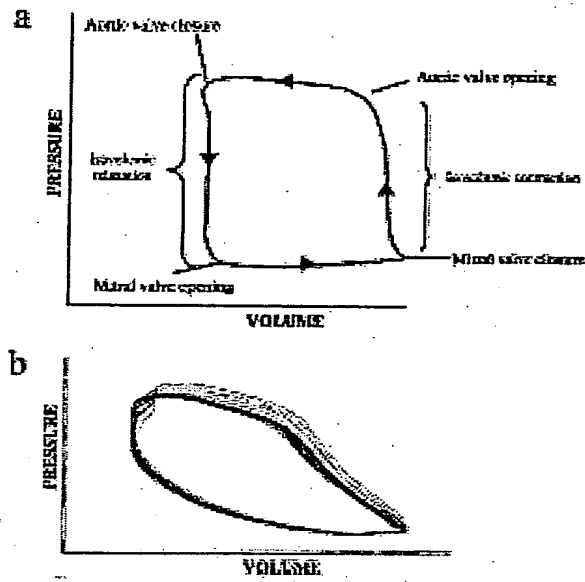 a
Aortic valve closure
Aortic valve opening
PRESSURE
Isovolumic
relaxation
Isovolumic contraction
Mitral valve closure
Mitral valve opening
VOLUME
b
PRESSURE
VOLUME